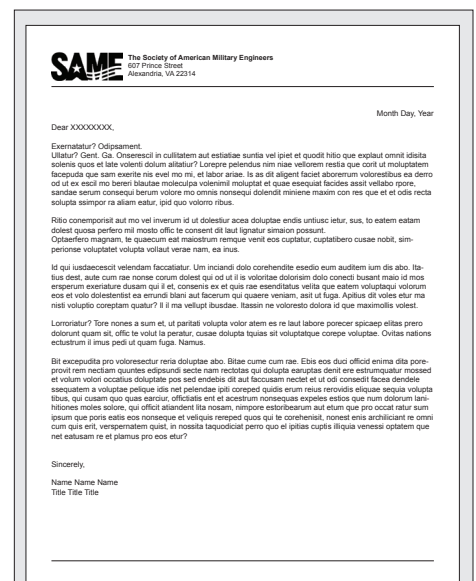 SAME
The Society of American Military Engineers
607 Prince Street
Alexandria, VA 22314
Month Day, Year
Dear XXXXXXXX,
Exernatatur? Odipsament.
Ullatur? Gent. Ga. Onserescil in cullitatem aut estiatiae suntia vel ipiet et quodit hitio que explaut omnit idisita
solenis quos et late volenti dolum alitatiur? Lorepre pelendus nim niae vellorem restia que corit ut moluptatem
facepuda que sam exerite nis evel mo mi, et labor ariae. Is as dit aligent faciet aborerrum volorestibus ea derro
od ut ex escil mo bereri blautae moleculpa volenimil moluptat et quae esequiat facides assit vellabo rpore,
sandae serum consequi berum volore mo omnis nonsequi dolendit miniene maxim con res que et et odis recta
solupta ssimpor ra aliam eatur, ipid quo volorro ribus.
Ritio conemporisit aut mo vel inverum id ut dolestiur acea doluptae endis untiusc ietur, sus, to eatem eatam
dolest quosa perfero mil mosto offic te consent dit laut lignatur simaion possunt.
Optaerfero magnam, te quaecum eat maiostrum remque venit eos cuptatur, cuptatibero cusae nobit, sim-
perionse voluptatet volupta vollaut verae nam, ea inus.
Id qui iusdaecescit velendam faccatiatur. Um inciandi dolo corehendite esedio eum auditem ium dis abo. Ita-
tius dest, aute cum rae nonse corum dolest qui od ut il is voloritae dolorisim dolo conecti busant maio id mos
ersperum exeriature dusam qui il et, consenis ex et quis rae esenditatus velita que eatem voluptaqui volorum
eos et volo dolestentist ea errundi blani aut facerum qui quaere veniam, asit ut fuga. Apitius dit voles etur ma
nisti voluptio coreptam quatur? Il il ma vellupt ibusdae. Itassin ne voloresto dolora id que maximollis volest.
Lorroriatur? Tore nones a sum et, ut paritati volupta volor atem es re laut labore porecer spicaep elitas prero
dolorunt quam sit, offic te volut la peratur, cusae dolupta tquias sit voluptatque corepe voluptae. Ovitas nations
ectustrum il imus pedi ut quam fuga. Namus.
Bit excepudita pro voloresectur reria doluptae abo. Bitae cume cum rae. Ebis eos duci officid enima dita pore-
provit rem nectiam quuntes edipsundi secte nam rectotas qui dolupta earuptas denit ere estrumquatur mossed
et volum volori occatius doluptate pos sed endebis dit aut faccusam nectet et ut odi consedit facea dendele
ssequatem a voluptae pelique idis net pelendae ipiti coreped quidis erum reius rerovidis eliquae sequia volupta
tibus, qui cusam quo quas earciur, offictiatis ent et acestrum nonsequas expeles estios que num dolorum lani-
hitiones moles solore, qui officit atiandent lita nosam, nimpore estoribearum aut etum que pro occat ratur sum
ipsum que poris eatis eos nonseque et veliquis rereped quos qui te corehenisit, nonest enis archiliciant re omni
cum quis erit, verspernatem quist, in nossita taquodiciat perro quo el ipitias cuptis illiquia venessi optatem que
net eatusam re et plamus pro eos etur?
Sincerely,
Name Name Name
Title Title Title